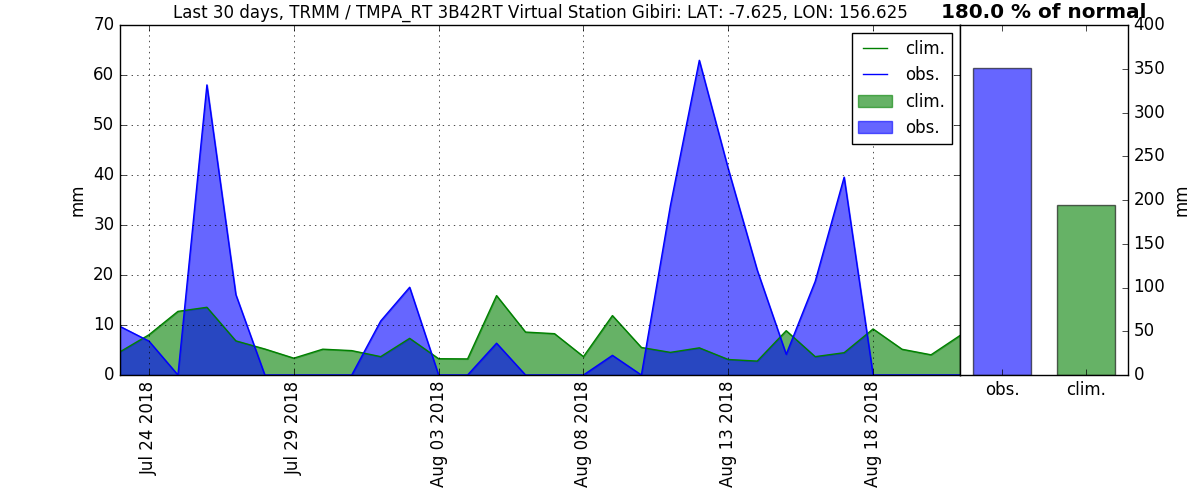 Last 30 days, TRMM / TMPA_RT 3B42RT Virtual Station Gibiri: LAT: -7.625, LON: 156.625
180.0 % of normal
70
60
50
40
30
20
10
0
mm
clim.
obs.
clim.
obs.
Jul 24 2018
Jul 29 2018
Aug 03 2018
Aug 08 2018
Aug 13 2018
Aug 18 2018
400
350
300
250
200
150
100
50
0
mm
obs.
clim.